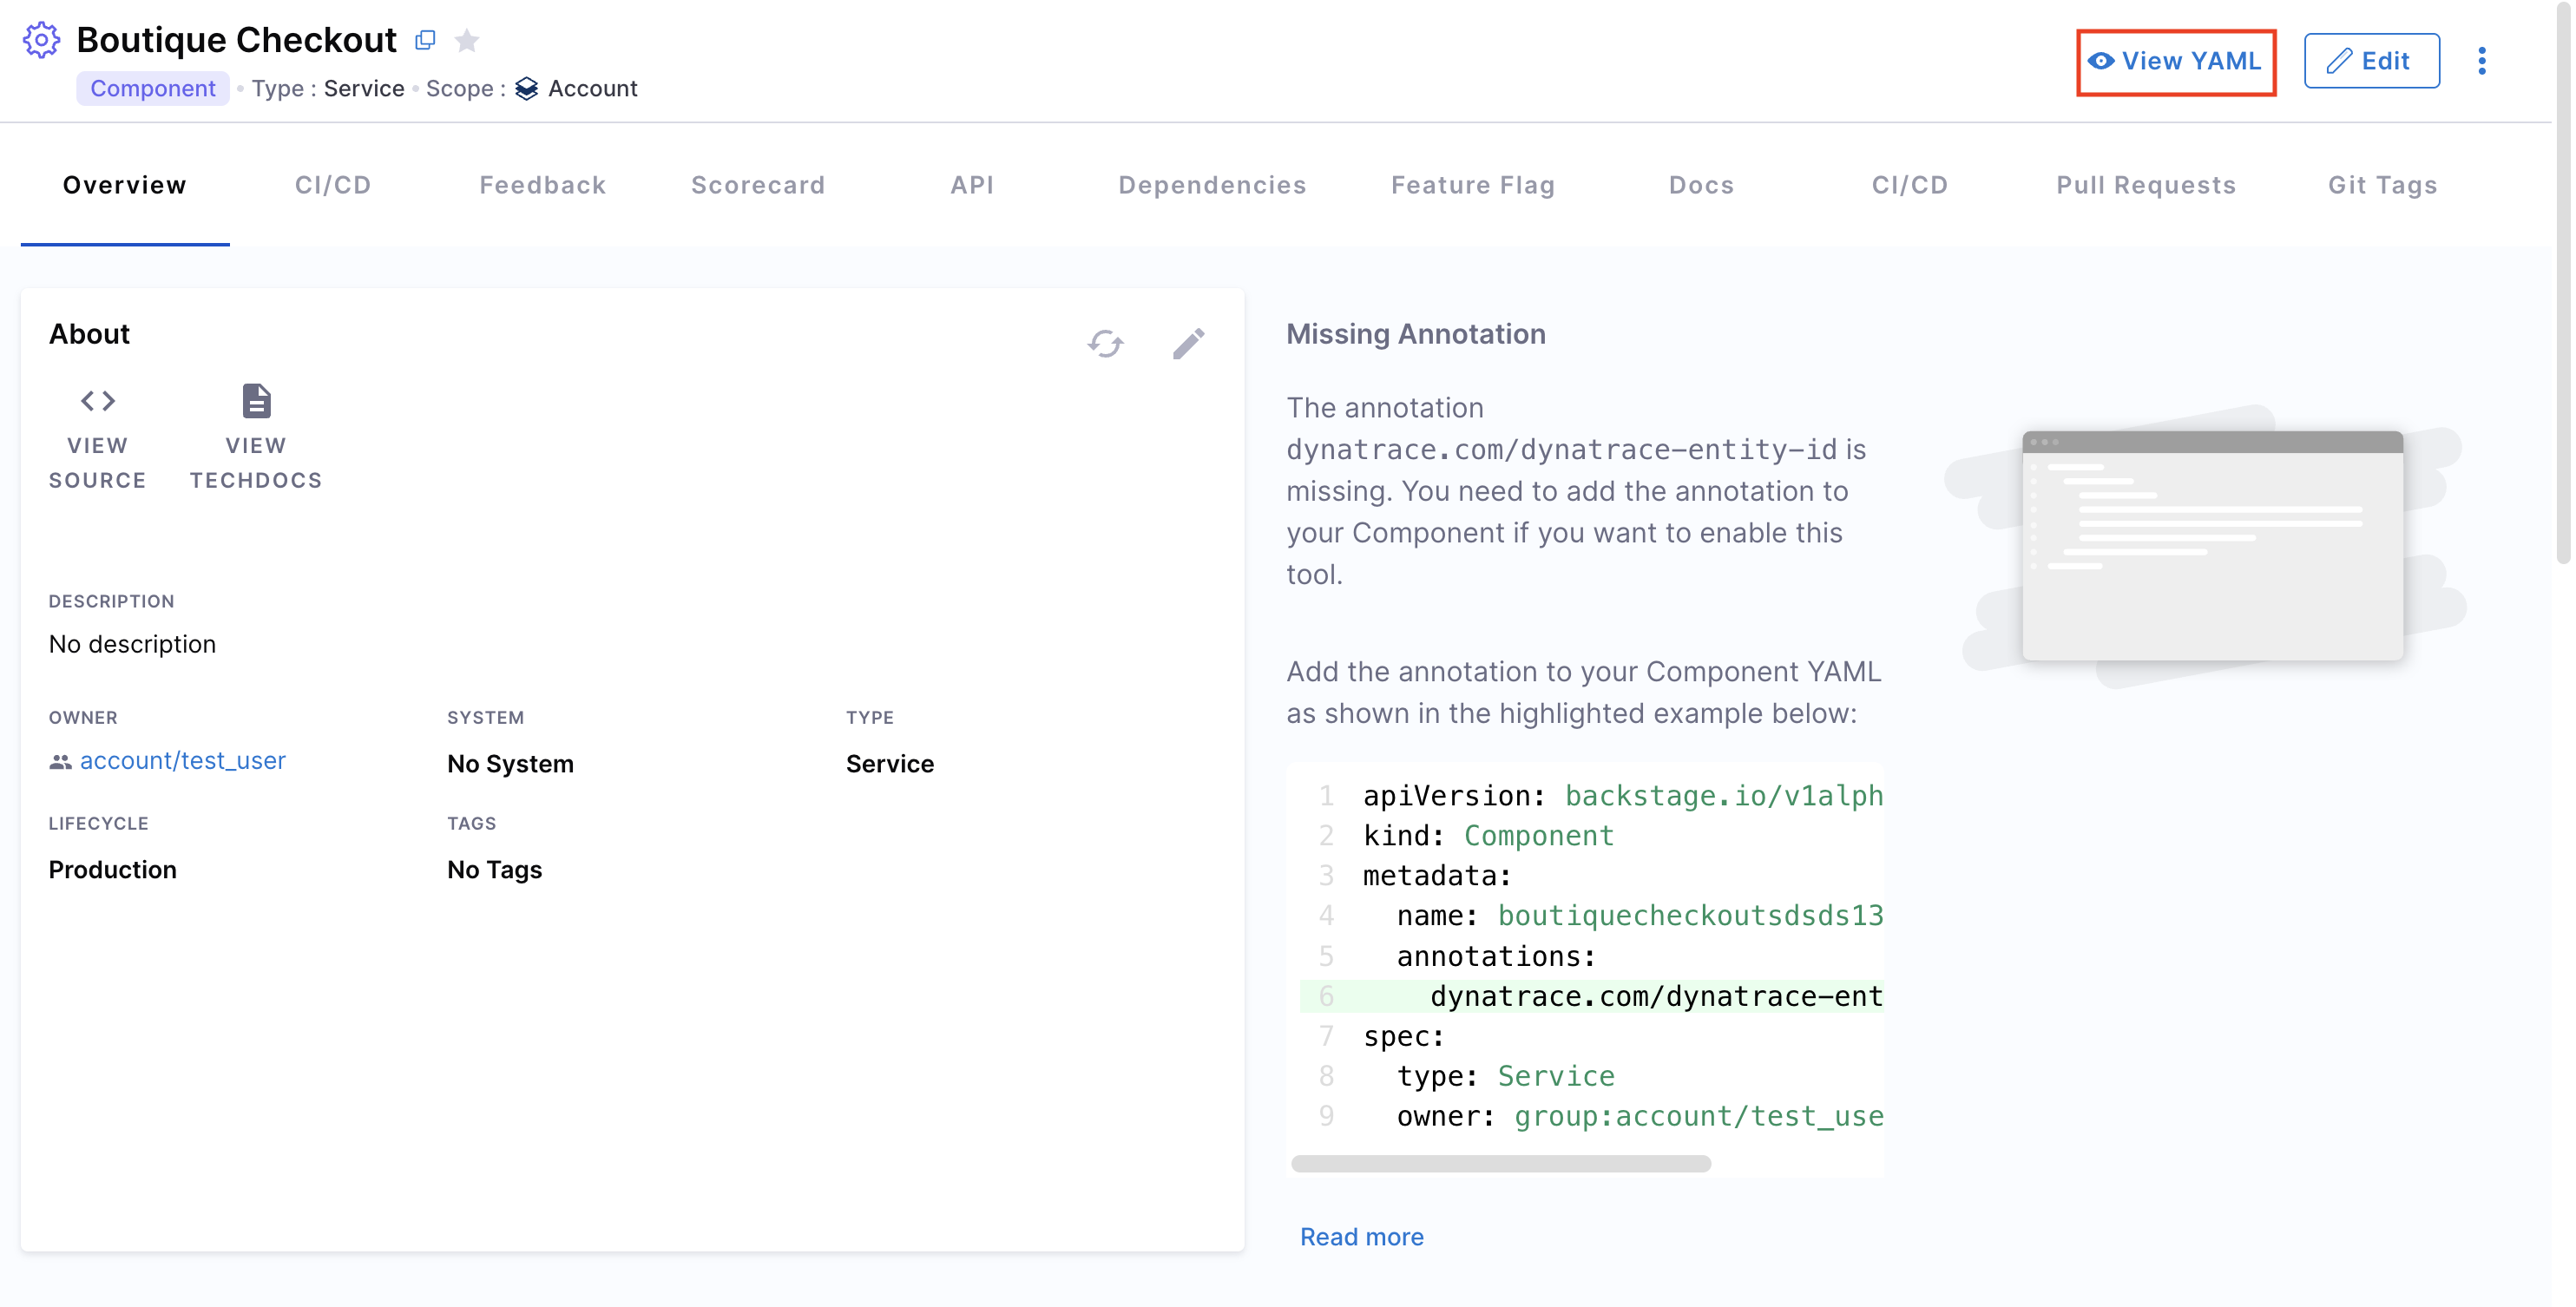 Boutique Checkout
View YAML
Edit
Component • Type : Service • Scope : Account
Overview
CI/CD
Feedback
Scorecard
API
Dependencies
Feature Flag
Docs
CI/CD
Pull Requests
Git Tags
About
VIEW
SOURCE
VIEW
TECHDOCS
DESCRIPTION
No description
OWNER
account/test_user
SYSTEM
No System
TYPE
Service
LIFECYCLE
Production
TAGS
No Tags
Missing Annotation
The annotation
dynatrace.com/dynatrace-entity-id is
missing. You need to add the annotation to
your Component if you want to enable this
tool.
Add the annotation to your Component YAML
as shown in the highlighted example below:
1 apiVersion: backstage.io/v1alph
2 kind: Component
3 metadata:
4 name: boutiquecheckoutsdsds13
5 annotations:
6 dynatrace.com/dynatrace-ent
7 spec:
8 type: Service
9 owner: group:account/test_use
Read more